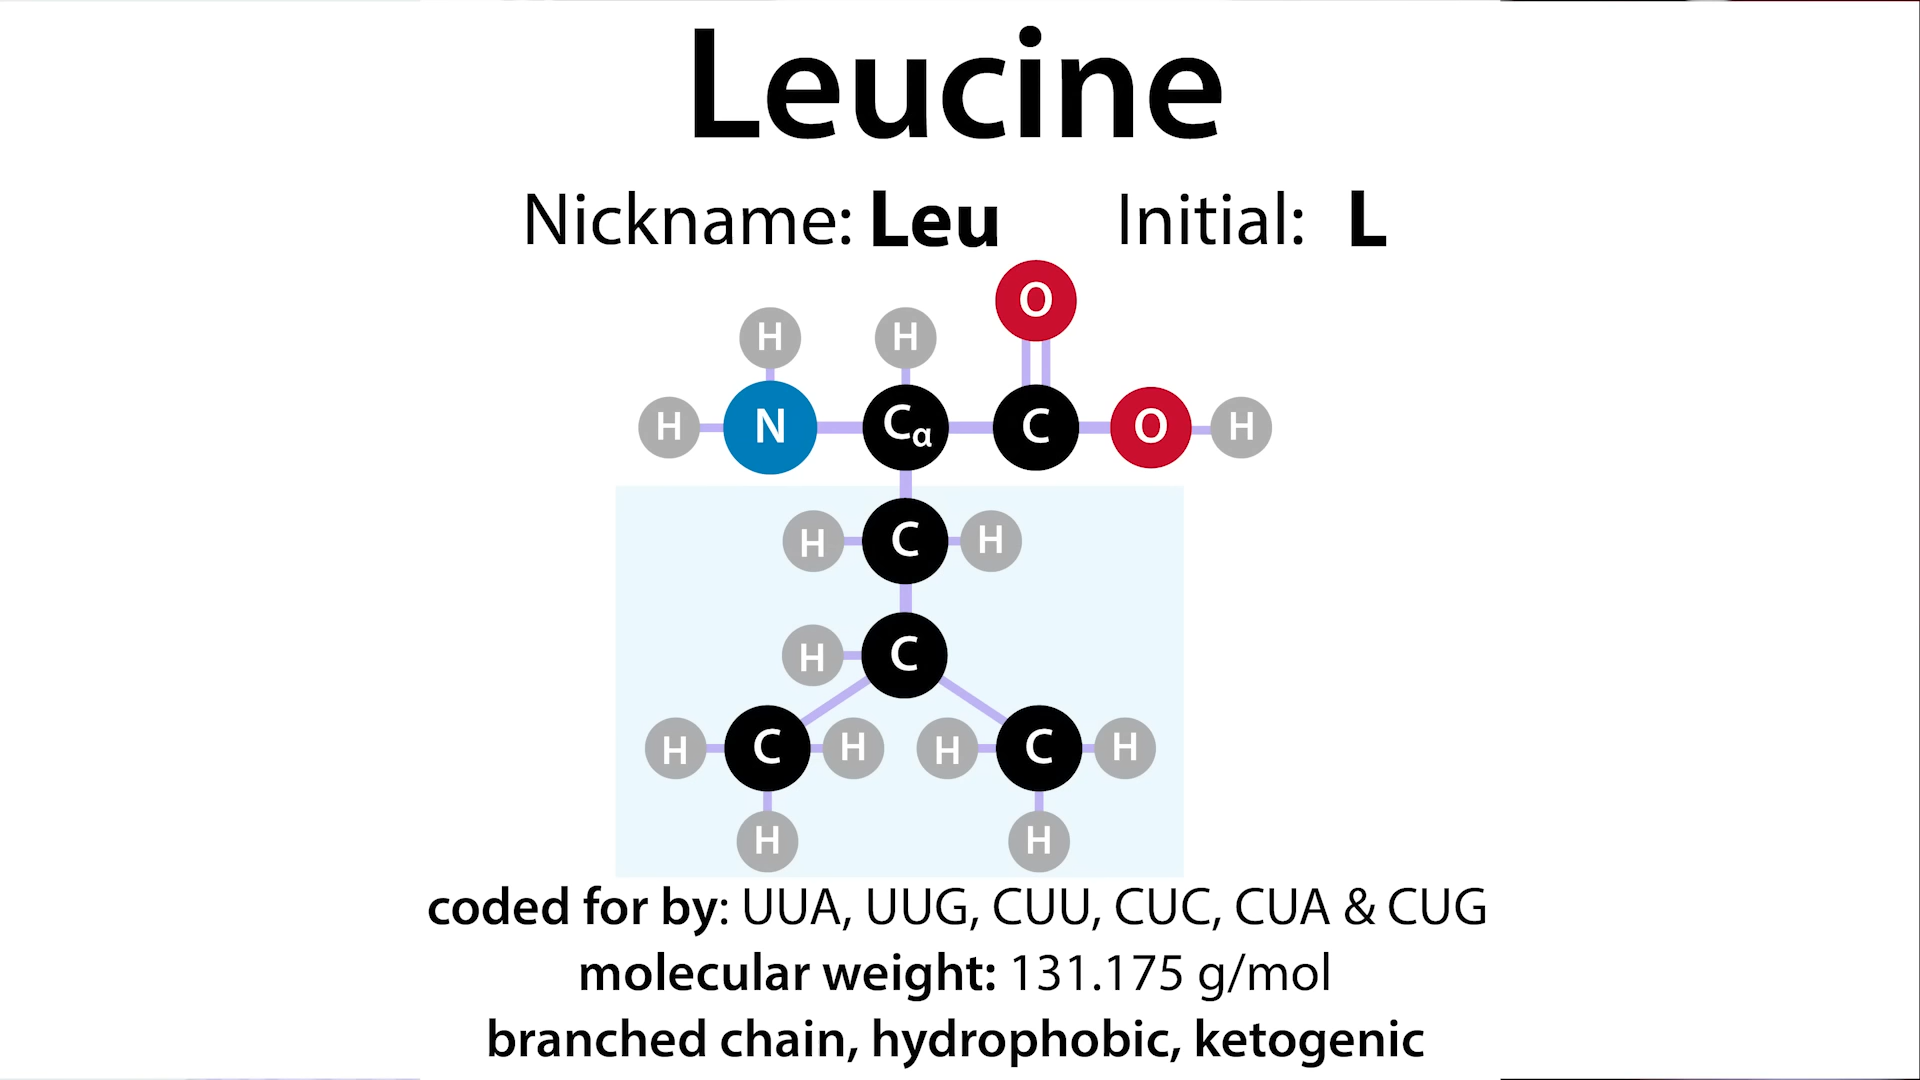 Leucine
Nickname: Leu Initial: L
O
H H
H N Cα C O H
H C H
H C
H C H H C H
H H
coded for by: UUA, UUG, CUU, CUC, CUA & CUG
molecular weight: 131.175 g/mol
branched chain, hydrophobic, ketogenic